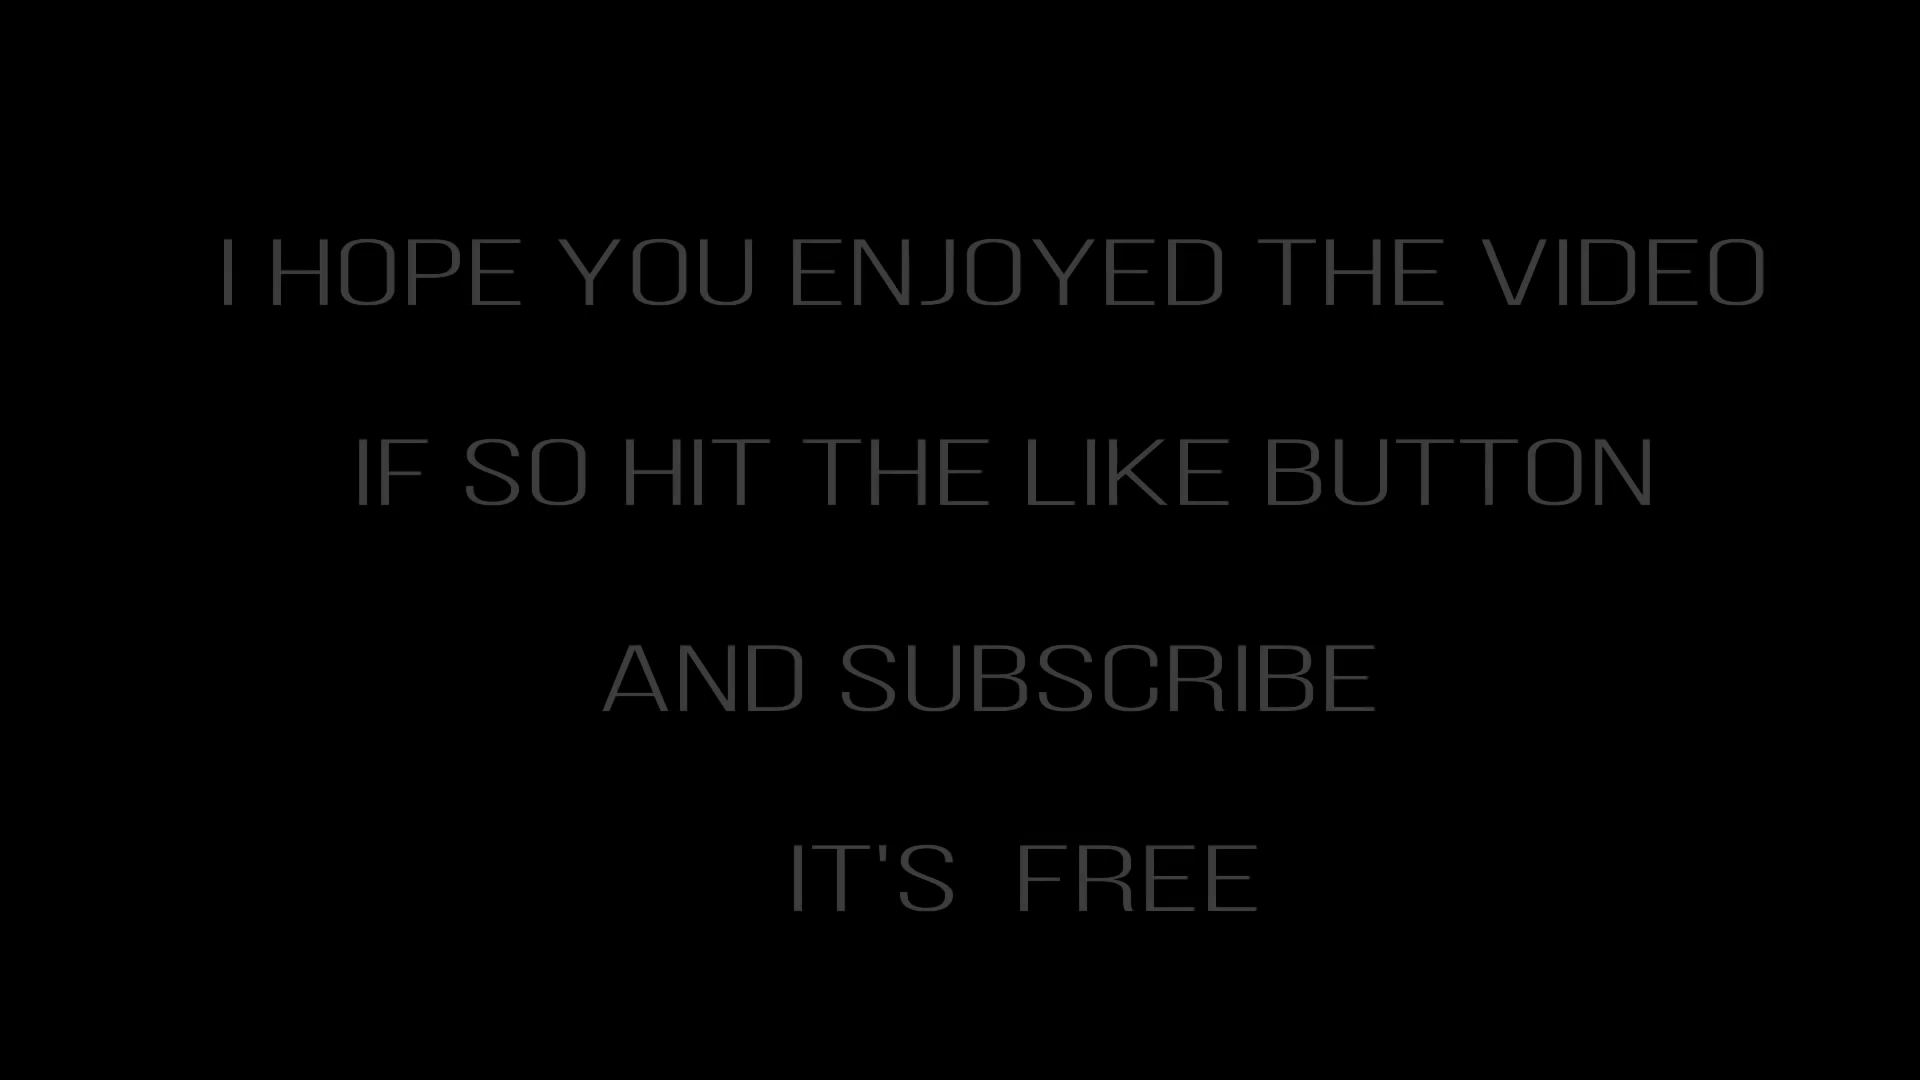 I HOPE YOU ENJOYED THE VIDEO
IF SO HIT THE LIKE BUTTON
AND SUBSCRIBE
IT'S  FREE